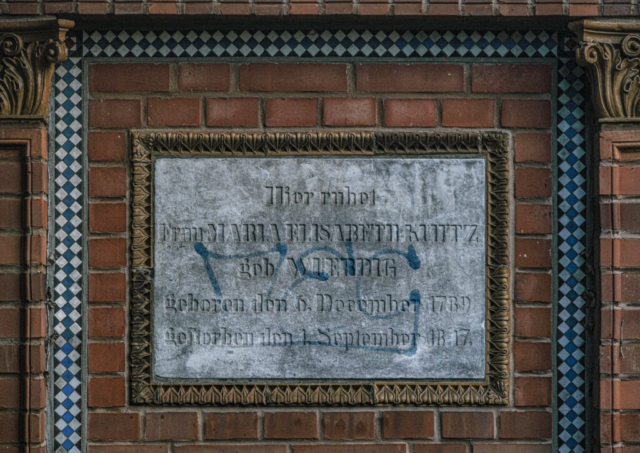 Hier ruhet
Frau MARIA ELISABETH
geb
geboren den 6. December 1789
gestorben den 1. September